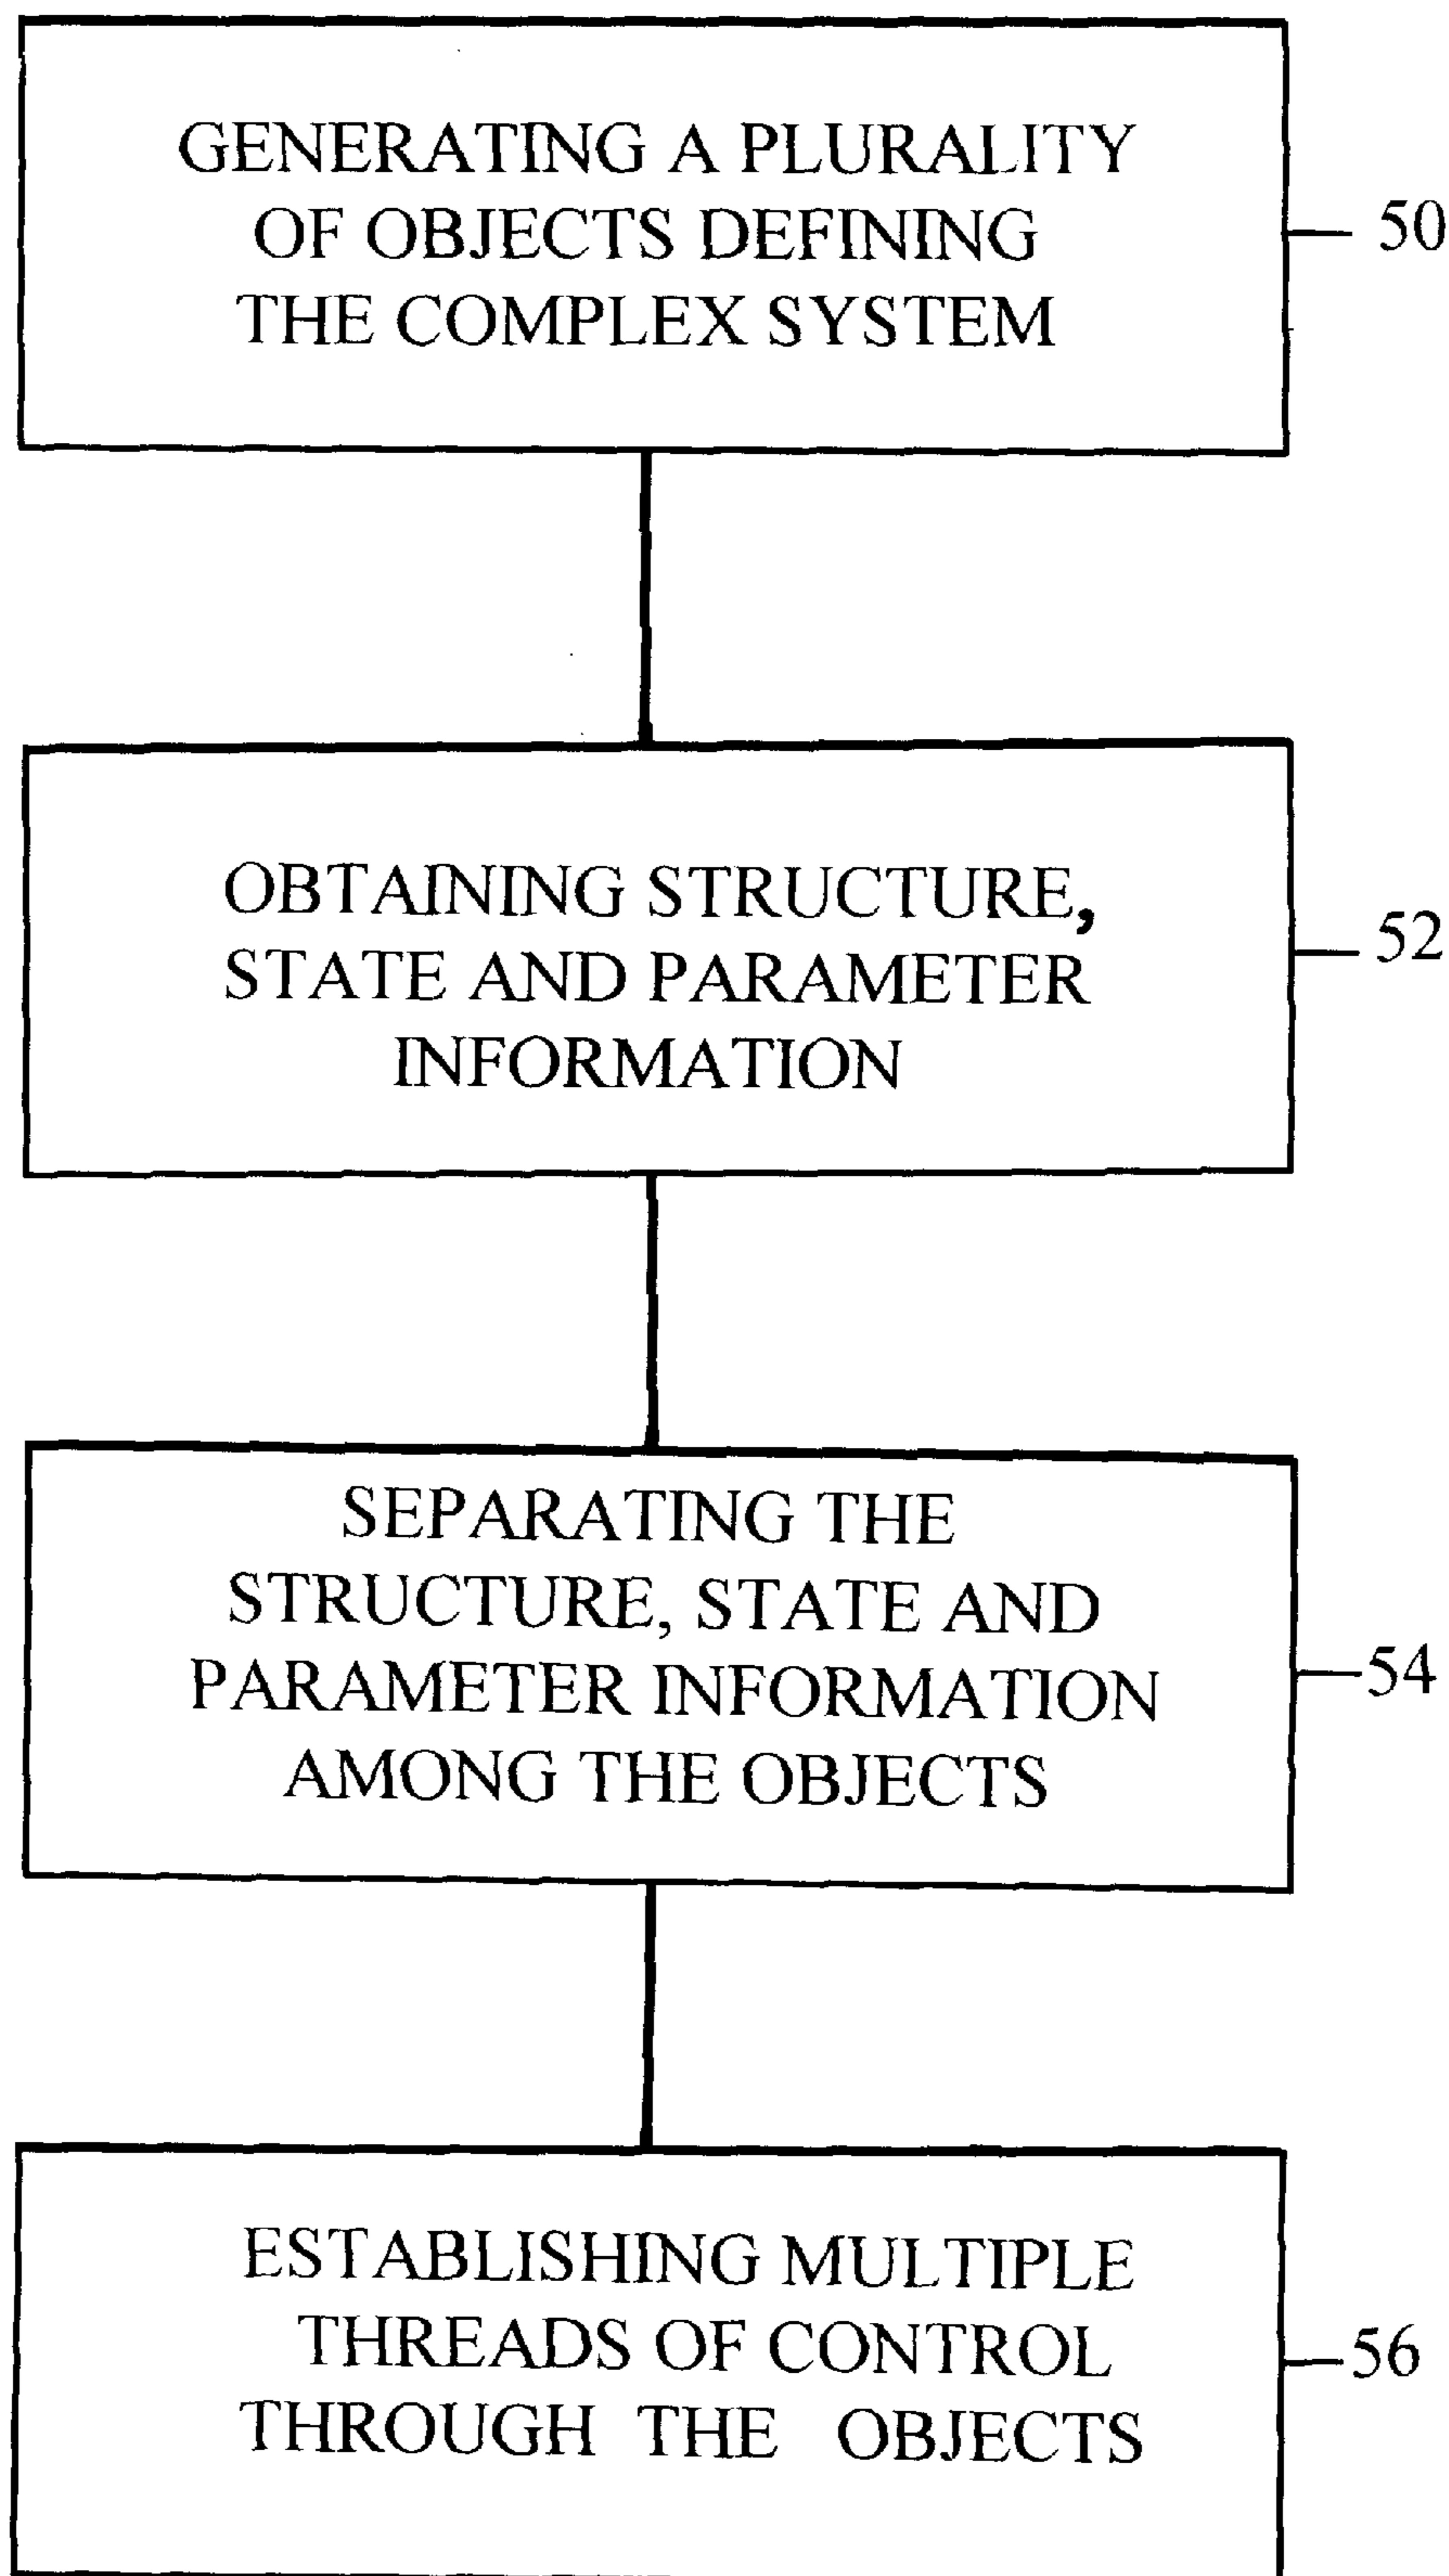 GENERATING A PLURALITY
OF OBJECTS DEFINING
THE COMPLEX SYSTEM
50
OBTAINING STRUCTURE,
STATE AND PARAMETER
INFORMATION
52
SEPARATING THE
STRUCTURE, STATE AND
PARAMETER INFORMATION
AMONG THE OBJECTS
54
ESTABLISHING MULTIPLE
THREADS OF CONTROL
THROUGH THE OBJECTS
56